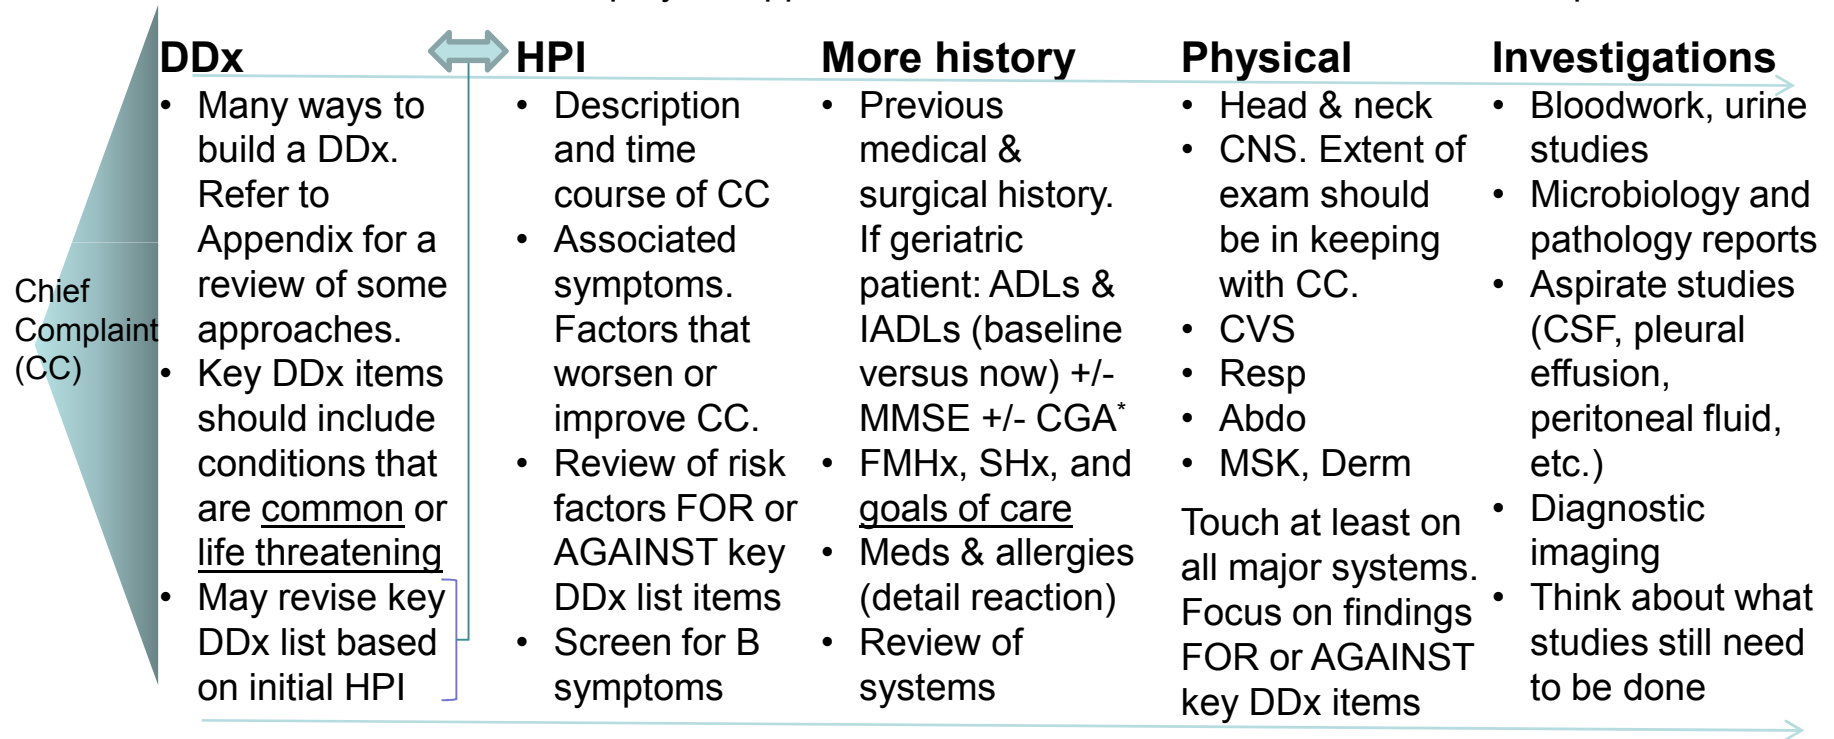 DDx
• Many ways to
build a DDx.
Refer to
Appendix for a
review of some
approaches.
• Key DDx items
should include
conditions that
are common or
life threatening
• May revise key
DDx list based
on initial HPI
HPI
• Description
and time
course of CC
• Associated
symptoms.
Factors that
worsen or
improve CC.
• Review of risk
factors FOR or
AGAINST key
DDx list items
• Screen for B
symptoms
More history
• Previous
medical &
surgical history.
If geriatric
patient: ADLs &
IADLs (baseline
versus now) +/-
MMSE +/- CGA*
• FMHx, SHx, and
goals of care
• Meds & allergies
(detail reaction)
• Review of
systems
Physical
• Head & neck
• CNS. Extent of
exam should
be in keeping
with CC.
• CVS
• Resp
• Abdo
• MSK, Derm
Touch at least on
all major systems.
Focus on findings
FOR or AGAINST
key DDx items
Investigations
• Bloodwork, urine
studies
• Microbiology and
pathology reports
• Aspirate studies
(CSF, pleural
effusion,
peritoneal fluid,
etc.)
• Diagnostic
imaging
• Think about what
studies still need
to be done
Chief
Complaint
(CC)